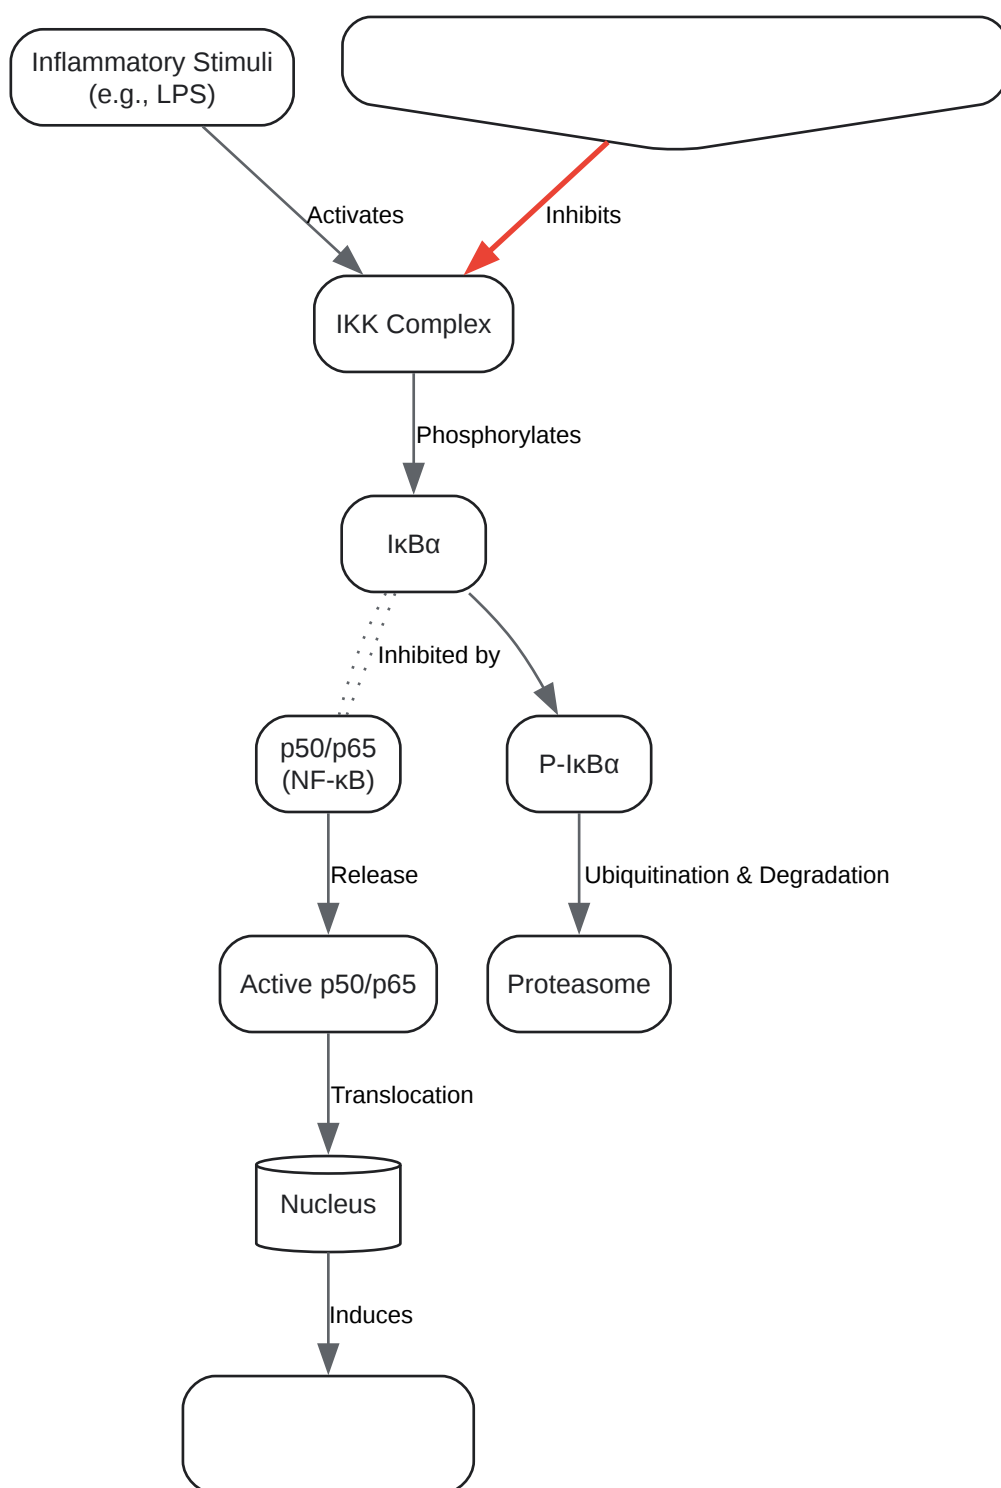 Inflammatory Stimuli
(e.g., LPS)
Activates
Inhibits
IKK Complex
Phosphorylates
IκBα
Inhibited by
p50/p65
(NF-κB)
P-IκBα
Release
Ubiquitination & Degradation
Active p50/p65
Proteasome
Translocation
Nucleus
Induces